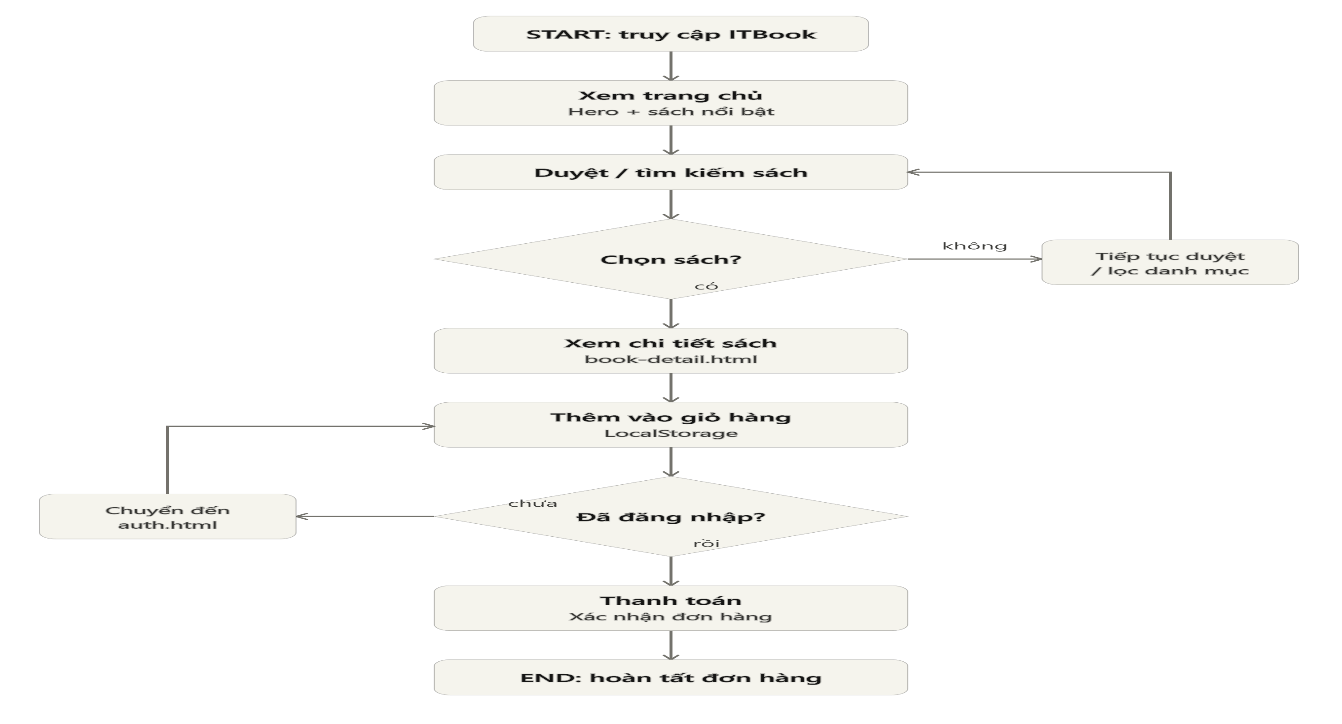 START: truy cập ITBook
Xem trang chủ
Hero + sách nổi bật
Duyệt / tìm kiếm sách
Chọn sách?
không
Tiếp tục duyệt
/ lọc danh mục
có
Xem chi tiết sách
book-detail.html
Thêm vào giỏ hàng
LocalStorage
chưa
Đã đăng nhập?
Chuyển đến
auth.html
rồi
Thanh toán
Xác nhận đơn hàng
END: hoàn tất đơn hàng